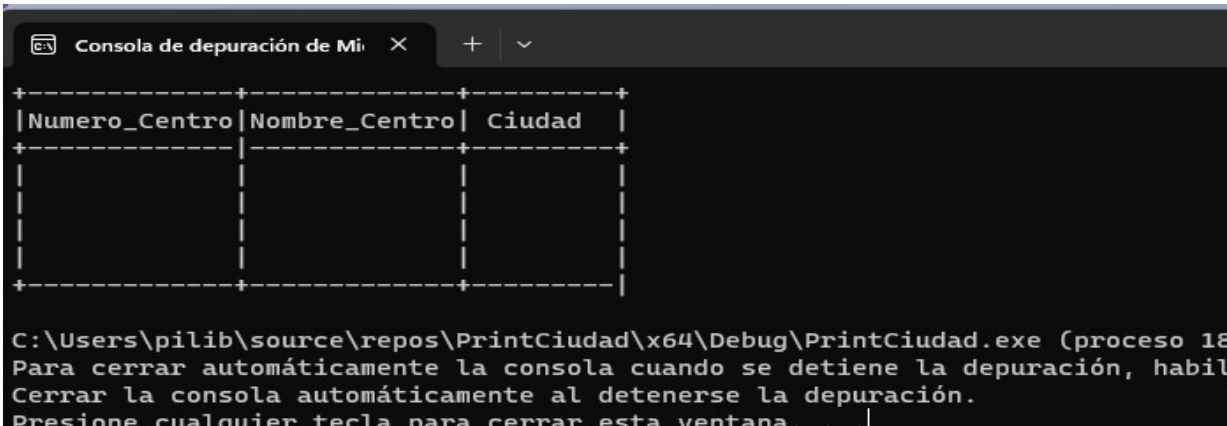 Consola de depuración de Mi
+-------------+-------------+---------+
|Numero_Centro|Nombre_Centro| Ciudad  |
+-------------|-------------+---------+
|             |             |         |
|             |             |         |
|             |             |         |
|             |             |         |
+-------------+-------------+---------|
C:\Users\pilib\source\repos\PrintCiudad\x64\Debug\PrintCiudad.exe (proceso 18
Para cerrar automáticamente la consola cuando se detiene la depuración, habil
Cerrar la consola automáticamente al detenerse la depuración.
Presione cualquier tecla para cerrar esta ventana. . .